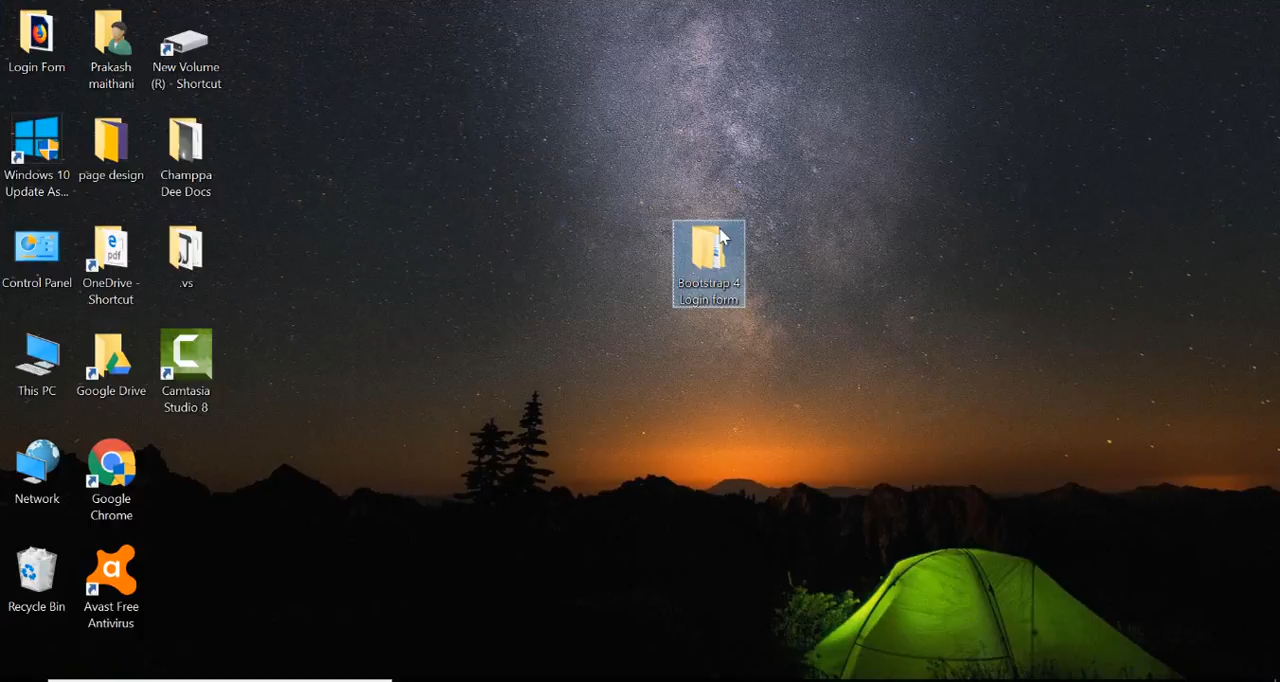 Login Fom
Prakash
maithani
New Volume
(R) - Shortcut
Windows 10
Update As...
page design
Champpa
Dee Docs
Control Panel
pdf
OneDrive -
Shortcut
.vs
This PC
Google Drive
Camtasia
Studio 8
Network
Google
Chrome
Recycle Bin
Avast Free
Antivirus
Bootstrap 4
Login form